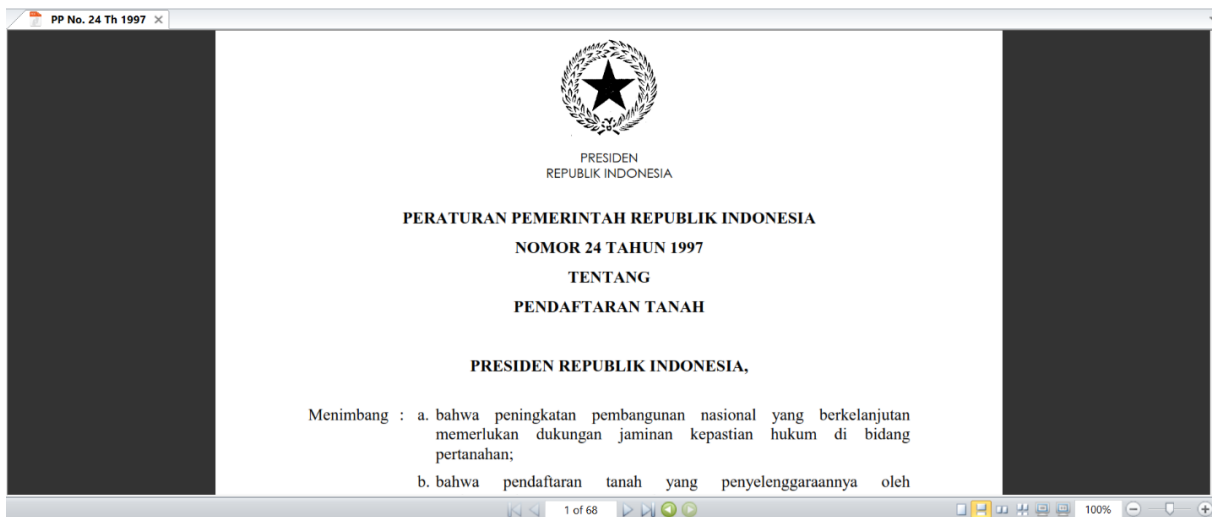 PP No. 24 Th 1997
PRESIDEN
REPUBLIK INDONESIA
PERATURAN PEMERINTAH REPUBLIK INDONESIA
NOMOR 24 TAHUN 1997
TENTANG
PENDAFTARAN TANAH
PRESIDEN REPUBLIK INDONESIA,
Menimbang : a. bahwa peningkatan pembangunan nasional yang berkelanjutan
memerlukan dukungan jaminan kepastian hukum di bidang
pertanahan;
b. bahwa pendaftaran tanah yang penyelenggaraannya oleh
1 of 68
100%